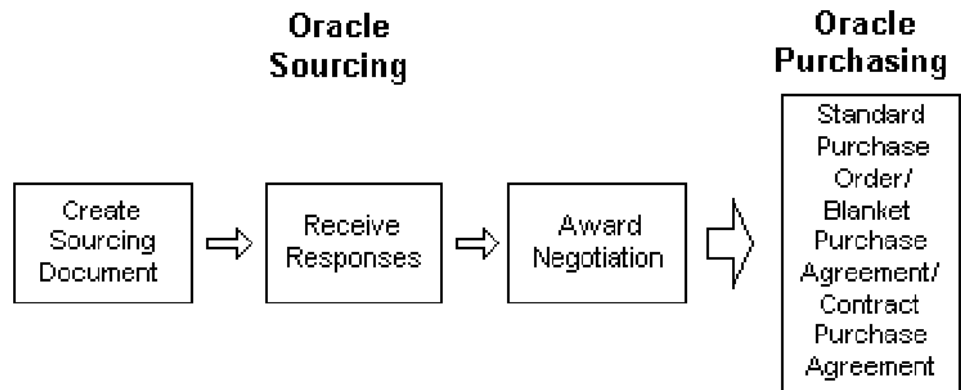 Oracle
Sourcing
Oracle
Purchasing
Create
Sourcing
Document
Receive
Responses
Award
Negotiation
Standard
Purchase
Order/
Blanket
Purchase
Agreement/
Contract
Purchase
Agreement